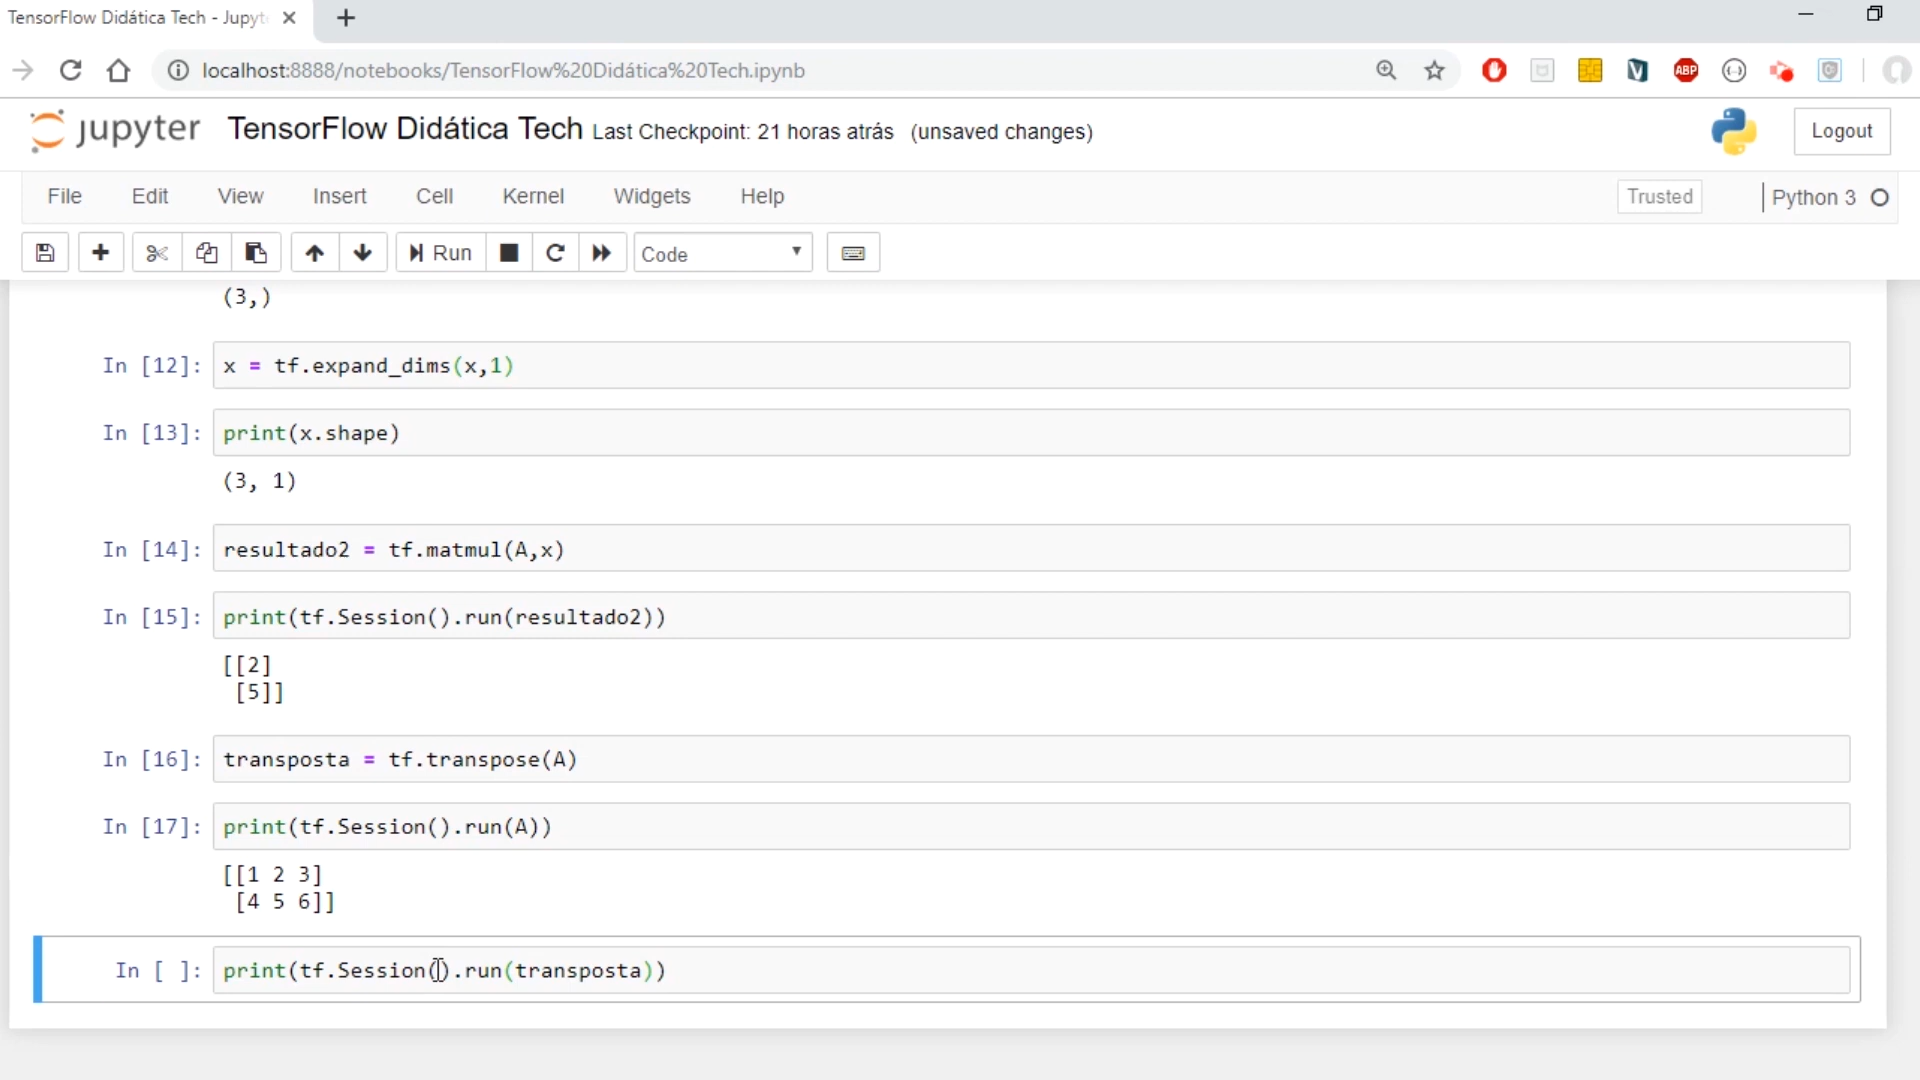 TensorFlow Didática Tech - Jupyt
localhost:8888/notebooks/TensorFlow%20Didática%20Tech.ipynb
ABP
jupyter TensorFlow Didática Tech Last Checkpoint: 21 horas atrás (unsaved changes)
Logout
File Edit View Insert Cell Kernel Widgets Help
Trusted
Python 3
Run
Code
(3,)
In [12]: x = tf.expand_dims(x,1)
In [13]: print(x.shape)
(3, 1)
In [14]: resultado2 = tf.matmul(A,x)
In [15]: print(tf.Session().run(resultado2))
[[2]
[5]]
In [16]: transposta = tf.transpose(A)
In [17]: print(tf.Session().run(A))
[[1 2 3]
[4 5 6]]
In [ ]: print(tf.Session().run(transposta))